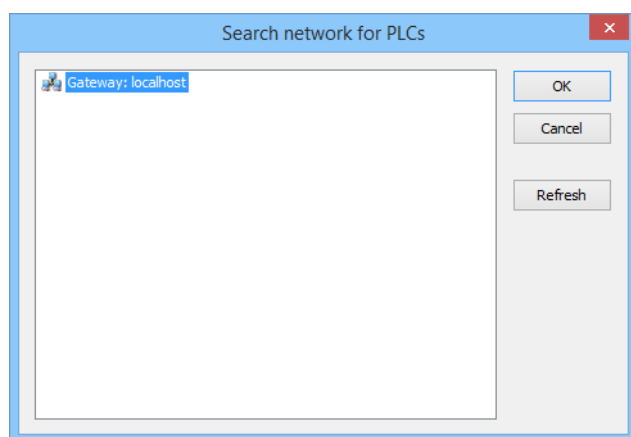 Search network for PLCs
Gateway: localhost
OK
Cancel
Refresh